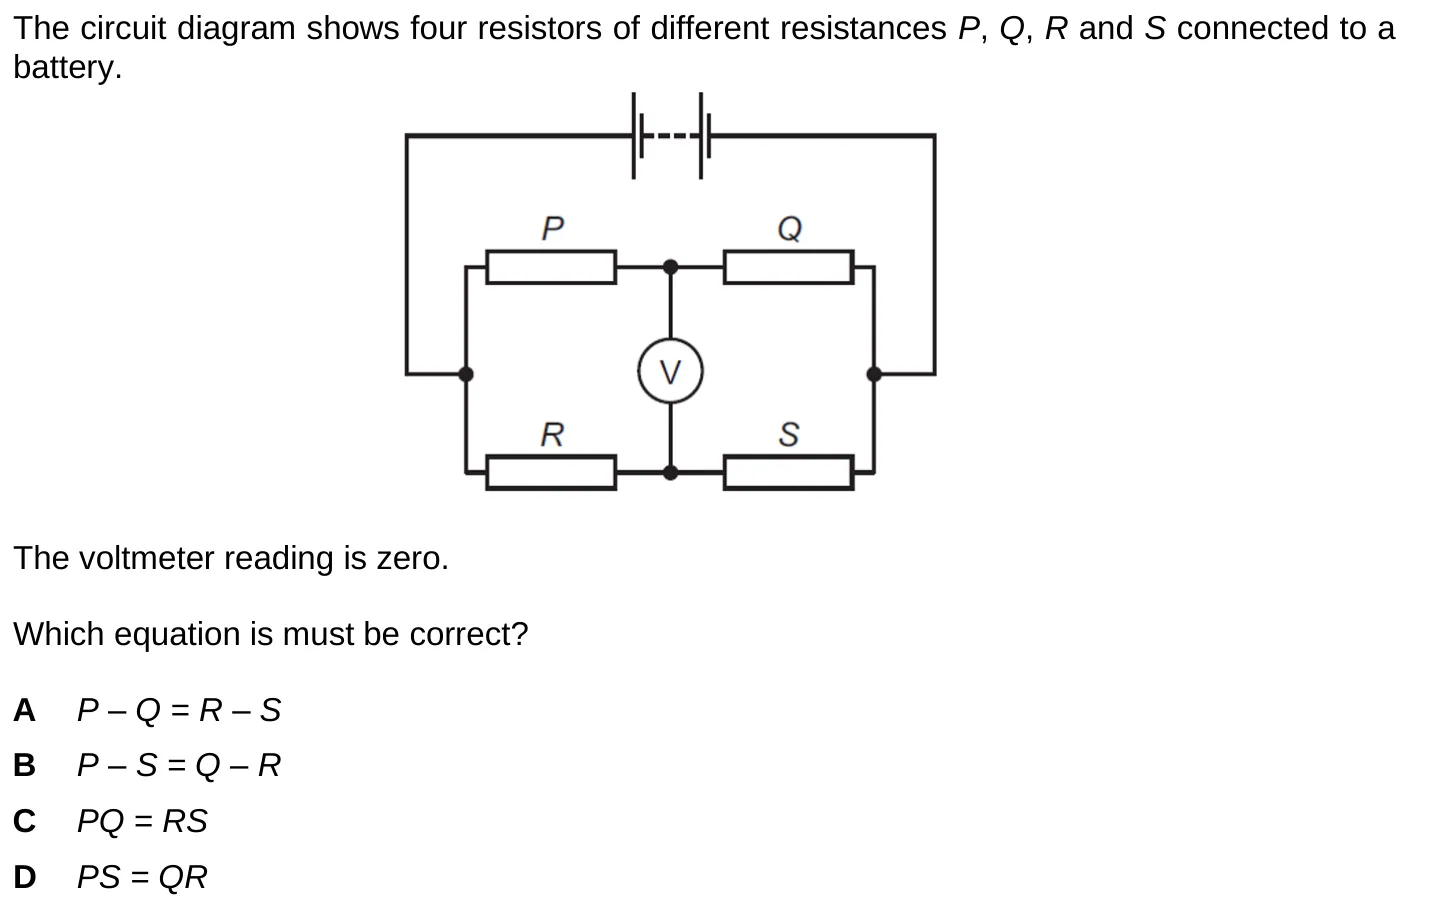 The circuit diagram shows four resistors of different resistances P, Q, R and S connected to a
battery.
P
Q
V
R
S
The voltmeter reading is zero.
Which equation is must be correct?
A P – Q = R – S
B P – S = Q – R
C PQ = RS
D PS = QR